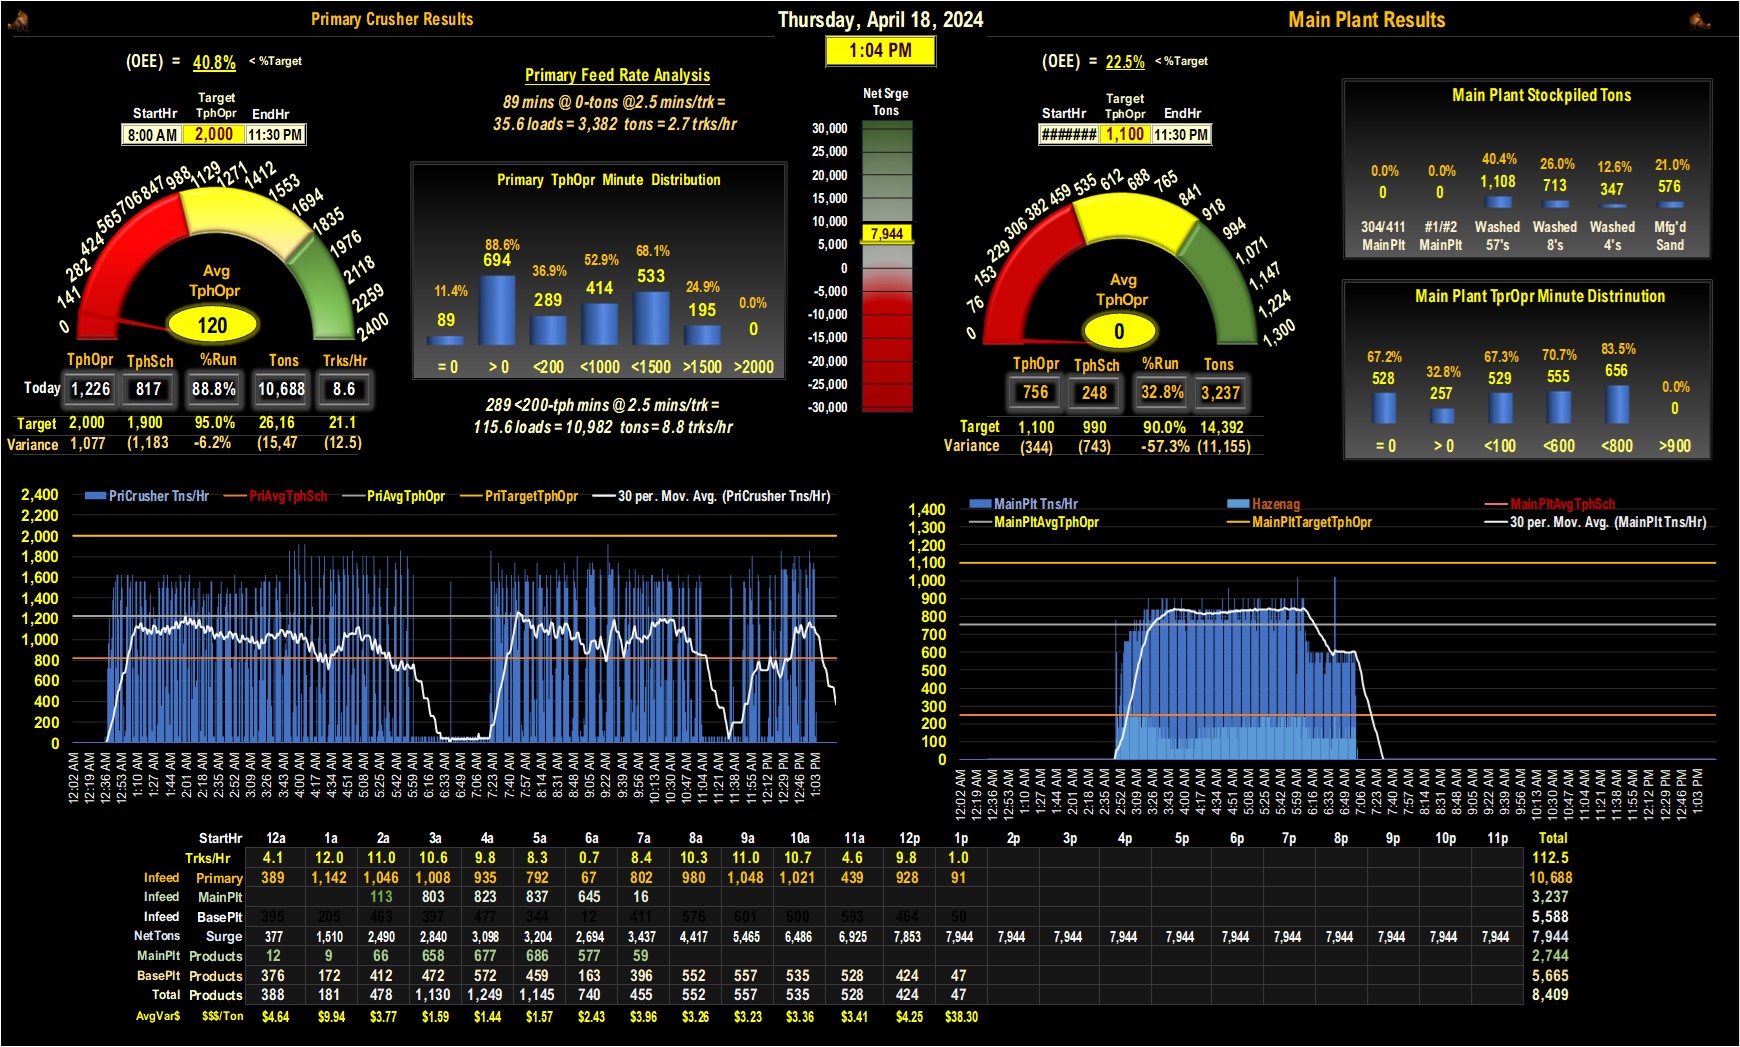 Primary Crusher Results
Thursday, April 18, 2024
Main Plant Results
1:04 PM
(OEE) = 40.8% < %Target
StartHr Target TphOpr EndHr
8:00 AM 2,000 11:30 PM
0 141 282 424 565 706 847 988 1129 1271 1412 1553 1694 1835 1976 2118 2259 2400
Avg
TphOpr
120
TphOpr TphSch %Run Tons Trks/Hr
Today 1,226 817 88.8% 10,688 8.6
Target 2,000 1,900 95.0% 26,16 21.1
Variance 1,077 (1,183 -6.2% (15,47 (12.5)
Primary Feed Rate Analysis
89 mins @ 0-tons @2.5 mins/trk =
35.6 loads = 3,382 tons = 2.7 trks/hr
Primary TphOpr Minute Distribution
11.4% 88.6% 36.9% 52.9% 68.1% 24.9% 0.0%
89 694 289 414 533 195 0
= 0 > 0 <200 <1000 <1500 >1500 >2000
289 <200-tph mins @ 2.5 mins/trk =
115.6 loads = 10,982 tons = 8.8 trks/hr
Net Srge
Tons
30,000
25,000
20,000
15,000
10,000
7,944
5,000
0
-5,000
-10,000
-15,000
-20,000
-25,000
-30,000
(OEE) = 22.5% < %Target
StartHr Target TphOpr EndHr
####### 1,100 11:30 PM
0 76 153 229 306 382 459 535 612 688 765 841 918 994 1,071 1,147 1,224 1,300
Avg
TphOpr
0
TphOpr TphSch %Run Tons
756 248 32.8% 3,237
Target 1,100 990 90.0% 14,392
Variance (344) (743) -57.3% (11,155)
Main Plant Stockpiled Tons
0.0% 0.0% 40.4% 26.0% 12.6% 21.0%
0 0 1,108 713 347 576
304/411 #1/#2 Washed Washed Washed Mfg'd
MainPlt MainPlt 57's 8's 4's Sand
Main Plant TprOpr Minute Distrinution
67.2% 32.8% 67.3% 70.7% 83.5% 0.0%
528 257 529 555 656 0
= 0 > 0 <100 <600 <800 >900
PriCrusher Tns/Hr PriAvgTphSch PriAvgTphOpr PriTargetTphOpr 30 per. Mov. Avg. (PriCrusher Tns/Hr)
2,400
2,200
2,000
1,800
1,600
1,400
1,200
1,000
800
600
400
200
0
12:02 AM 12:19 AM 12:36 AM 12:53 AM 1:10 AM 1:27 AM 1:44 AM 2:01 AM 2:18 AM 2:35 AM 2:52 AM 3:09 AM 3:26 AM 3:43 AM 4:00 AM 4:17 AM 4:34 AM 4:51 AM 5:08 AM 5:25 AM 5:42 AM 5:59 AM 6:16 AM 6:33 AM 6:49 AM 7:06 AM 7:23 AM 7:40 AM 7:57 AM 8:14 AM 8:31 AM 8:48 AM 9:05 AM 9:22 AM 9:39 AM 9:56 AM 10:13 AM 10:30 AM 10:47 AM 11:04 AM 11:21 AM 11:38 AM 11:55 AM 12:12 PM 12:29 PM 12:46 PM 1:03 PM
MainPlt Tns/Hr Hazenag MainPltAvgTphSch
MainPltAvgTphOpr MainPltTargetTphOpr 30 per. Mov. Avg. (MainPlt Tns/Hr)
1,400
1,300
1,200
1,100
1,000
900
800
700
600
500
400
300
200
100
0
12:02 AM 12:19 AM 12:36 AM 12:53 AM 1:10 AM 1:27 AM 1:44 AM 2:01 AM 2:18 AM 2:35 AM 2:52 AM 3:09 AM 3:26 AM 3:43 AM 4:00 AM 4:17 AM 4:34 AM 4:51 AM 5:08 AM 5:25 AM 5:42 AM 5:59 AM 6:16 AM 6:33 AM 6:49 AM 7:06 AM 7:23 AM 7:40 AM 7:57 AM 8:14 AM 8:31 AM 8:48 AM 9:05 AM 9:22 AM 9:39 AM 9:56 AM 10:13 AM 10:30 AM 10:47 AM 11:04 AM 11:21 AM 11:38 AM 11:55 AM 12:12 PM 12:29 PM 12:46 PM 1:03 PM
StartHr 12a 1a 2a 3a 4a 5a 6a 7a 8a 9a 10a 11a 12p 1p 2p 3p 4p 5p 6p 7p 8p 9p 10p 11p Total
Trks/Hr 4.1 12.0 11.0 10.6 9.8 8.3 0.7 8.4 10.3 11.0 10.7 4.6 9.8 1.0 112.5
Infeed Primary 389 1,142 1,046 1,008 935 792 67 802 980 1,048 1,021 439 928 91 10,688
Infeed MainPlt 113 803 823 837 645 16 3,237
Infeed BasePlt 395 205 463 397 477 344 12 411 576 601 600 593 464 50 5,588
NetTons Surge 377 1,510 2,490 2,840 3,098 3,204 2,694 3,437 4,417 5,465 6,486 6,925 7,853 7,944 7,944 7,944 7,944 7,944 7,944 7,944 7,944 7,944 7,944 7,944 7,944
MainPlt Products 12 9 66 658 677 686 577 59 2,744
BasePlt Products 376 172 412 472 572 459 163 396 552 557 535 528 424 47 5,665
Total Products 388 181 478 1,130 1,249 1,145 740 455 552 557 535 528 424 47 8,409
AvgVar$ $$$/Ton $4.64 $9.94 $3.77 $1.59 $1.44 $1.57 $2.43 $3.96 $3.26 $3.23 $3.36 $3.41 $4.25 $38.30